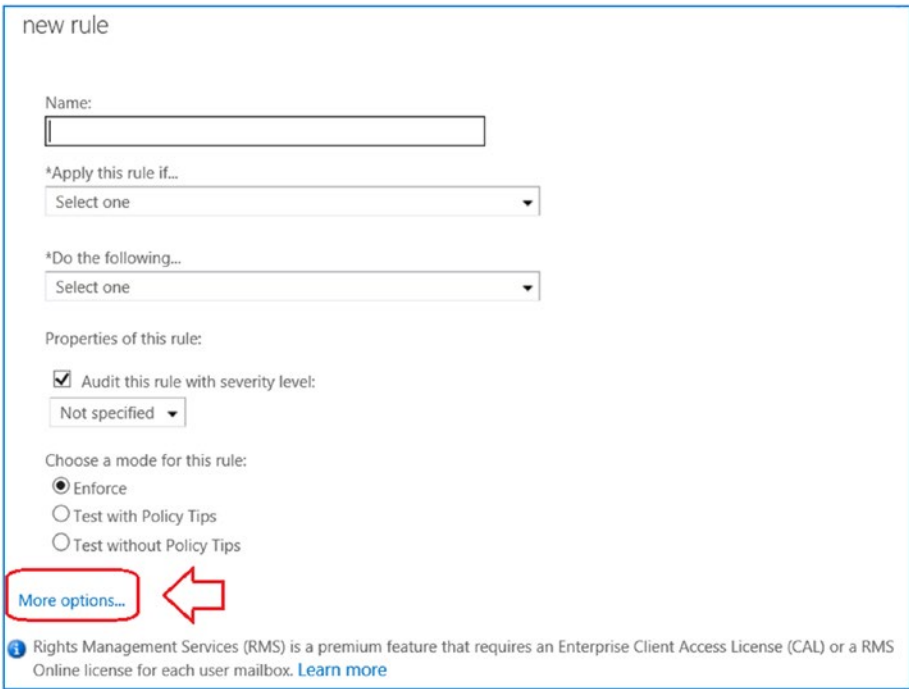 new rule
Name:
*Apply this rule if...
Select one
*Do the following...
Select one
Properties of this rule:
Audit this rule with severity level:
Not specified
Choose a mode for this rule:
Enforce
Test with Policy Tips
Test without Policy Tips
More options...
Rights Management Services (RMS) is a premium feature that requires an Enterprise Client Access License (CAL) or a RMS
Online license for each user mailbox. Learn more